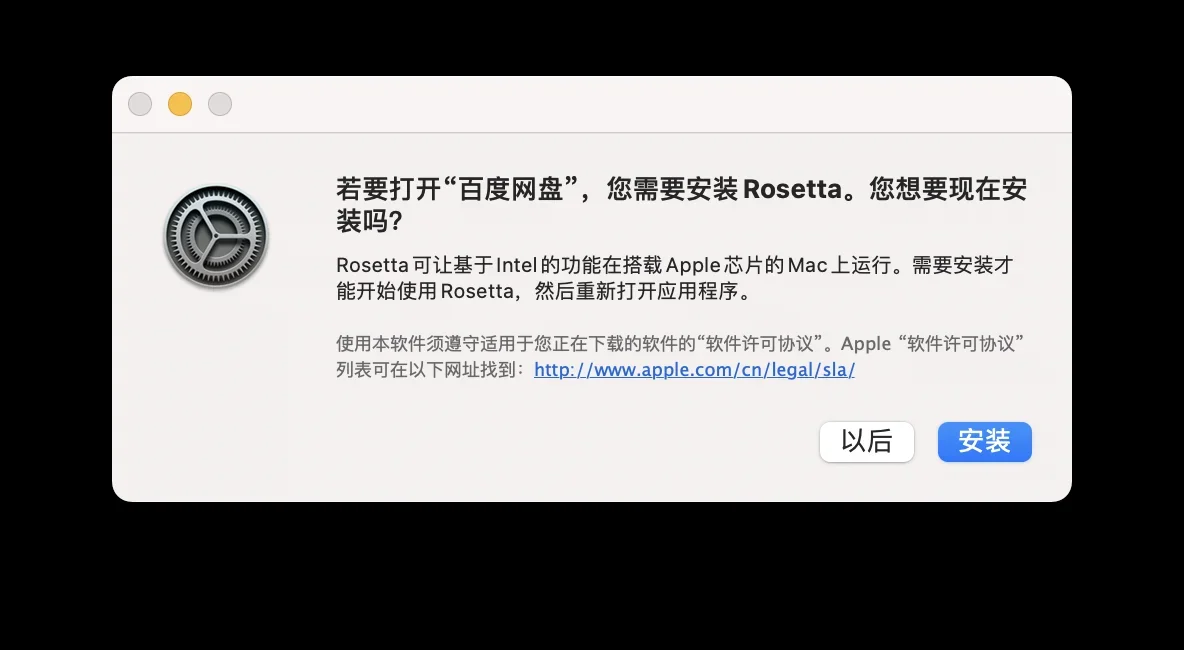 若要打开“百度网盘”，您需要安装 Rosetta。您想要现在安
装吗？
Rosetta 可让基于 Intel 的功能在搭载 Apple 芯片的 Mac 上运行。需要安装才
能开始使用 Rosetta，然后重新打开应用程序。
使用本软件须遵守适用于您正在下载的软件的“软件许可协议”。Apple “软件许可协议”
列表可在以下网址找到：http://www.apple.com/cn/legal/sla/
以后
安装